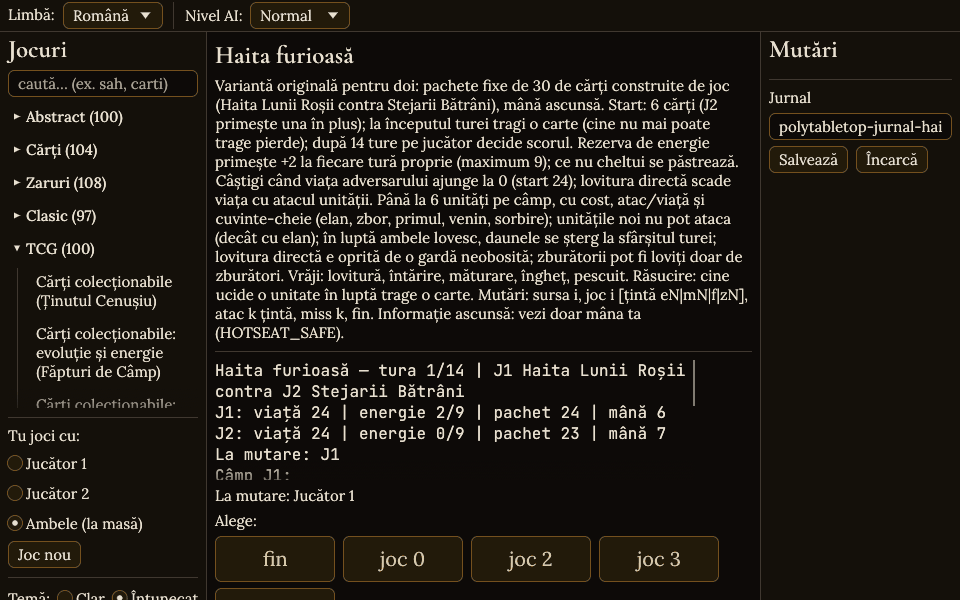 Limbă: Română Nivel AI: Normal
Jocuri
caută... (ex. sah, carti)
Abstract (100)
Cărți (104)
Zaruri (108)
Clasic (97)
TCG (100)
Cărți colecționabile
(Ținutul Cenușiu)
Cărți colecționabile:
evoluție și energie
(Făpturi de Câmp)
Cărți colecționabile:
Tu joci cu:
Jucător 1
Jucător 2
Ambele (la masă)
Joc nou
Temă: Clar Întunecat
Haita furioasă
Variantă originală pentru doi: pachete fixe de 30 de cărți construite de joc
(Haita Lunii Roșii contra Stejarii Bătrâni), mână ascunsă. Start: 6 cărți (J2
primește una în plus); la începutul turei tragi o carte (cine nu mai poate
trage pierde); după 14 ture pe jucător decide scorul. Rezerva de energie
primește +2 la fiecare tură proprie (maximum 9); ce nu cheltui se păstrează.
Câștigi când viața adversarului ajunge la 0 (start 24); lovitura directă scade
viața cu atacul unității. Până la 6 unități pe câmp, cu cost, atac/viață și
cuvinte-cheie (elan, zbor, primul, venin, sorbire); unitățile noi nu pot ataca
(decât cu elan); în luptă ambele lovesc, daunele se șterg la sfârșitul turei;
lovitura directă e oprită de o gardă neobosită; zburătorii pot fi loviți doar de
zburători. Vrăji: lovitură, întărire, măturare, îngheț, pescuit. Răsucire: cine
ucide o unitate în luptă trage o carte. Mutări: sursa i, joc i [țintă eN|mN|f|zN],
atac k țintă, miss k, fin. Informație ascunsă: vezi doar mâna ta
(HOTSEAT_SAFE).
Haita furioasă — tura 1/14 | J1 Haita Lunii Roșii
contra J2 Stejarii Bătrâni
J1: viață 24 | energie 2/9 | pachet 24 | mână 6
J2: viață 24 | energie 0/9 | pachet 23 | mână 7
La mutare: J1
Câmp J1:
La mutare: Jucător 1
Alege:
fin joc 0 joc 2 joc 3
Mutări
Jurnal
polytabletop-jurnal-hai
Salvează Încarcă